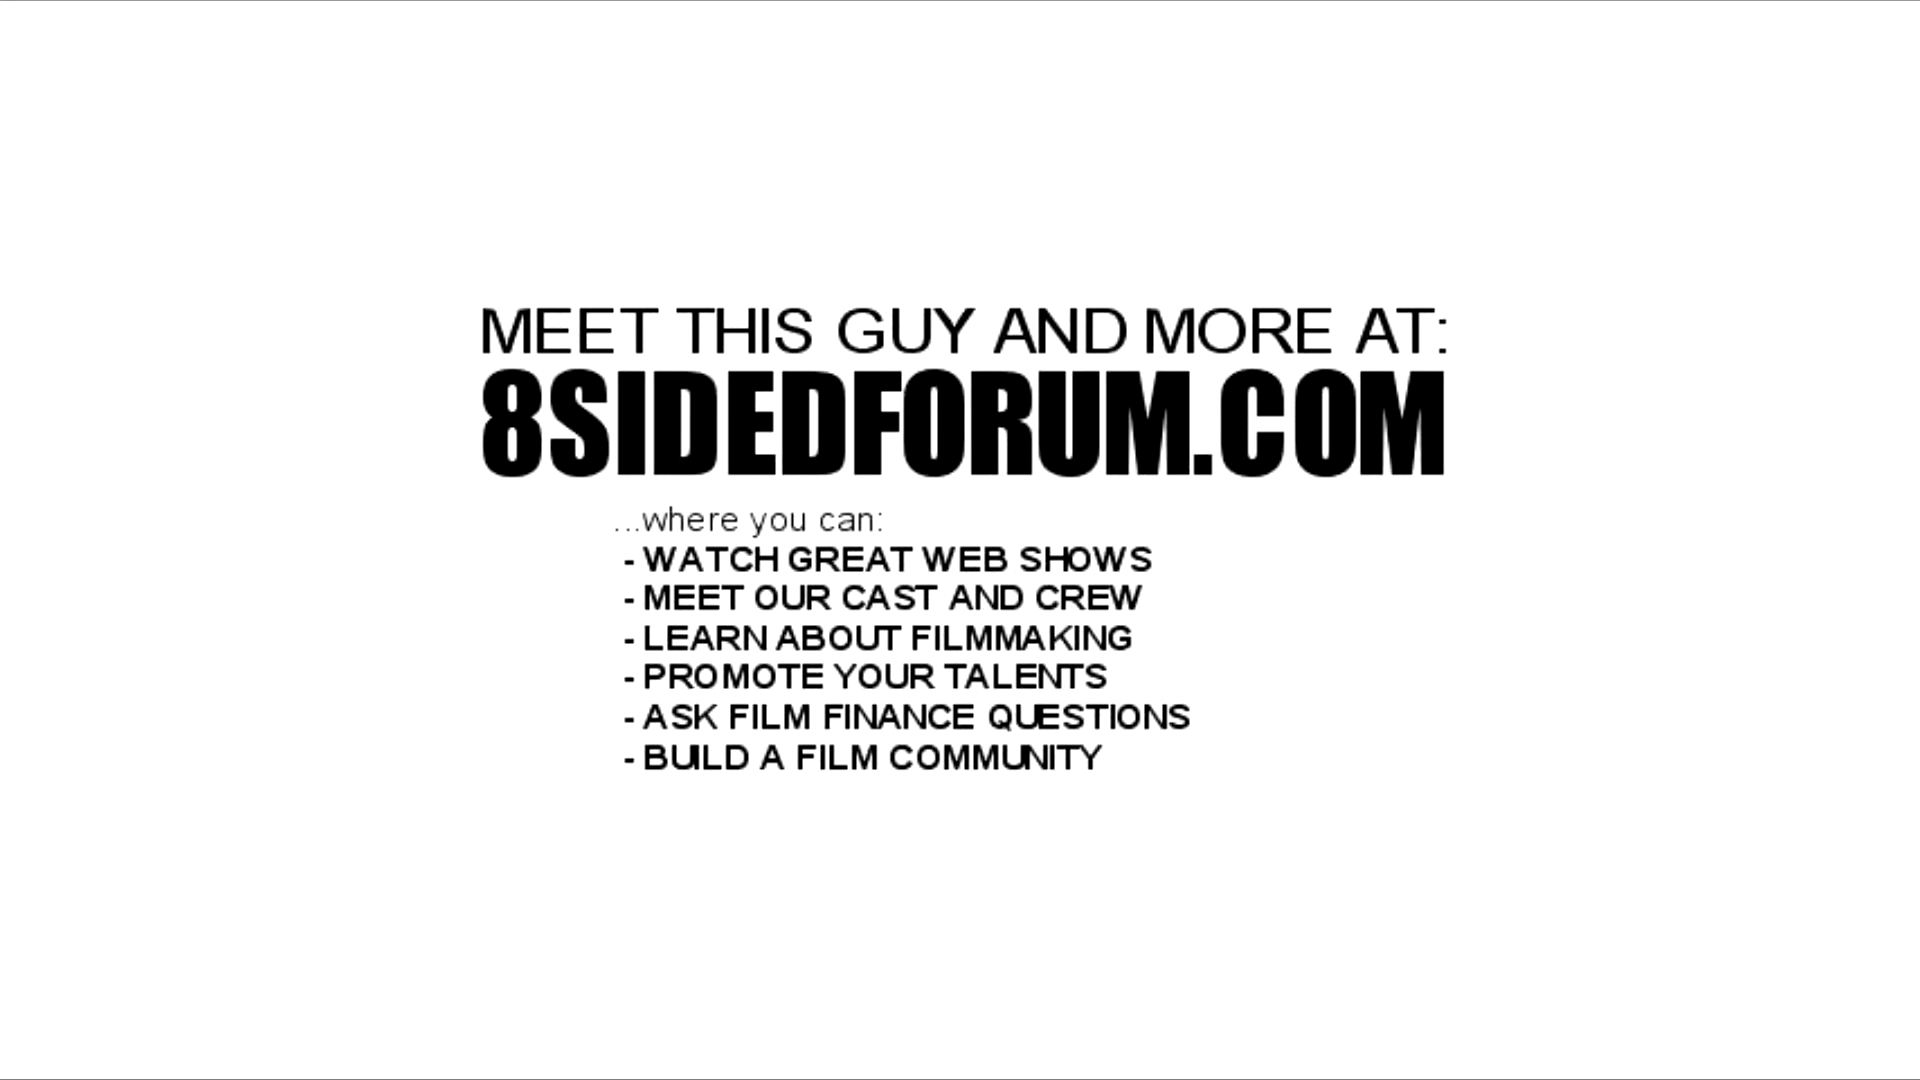 MEET THIS GUY AND MORE AT:
8SIDEDFORUM.COM
...where you can:
- WATCH GREAT WEB SHOWS
- MEET OUR CAST AND CREW
- LEARN ABOUT FILMMAKING
- PROMOTE YOUR TALENTS
- ASK FILM FINANCE QUESTIONS
- BUILD A FILM COMMUNITY